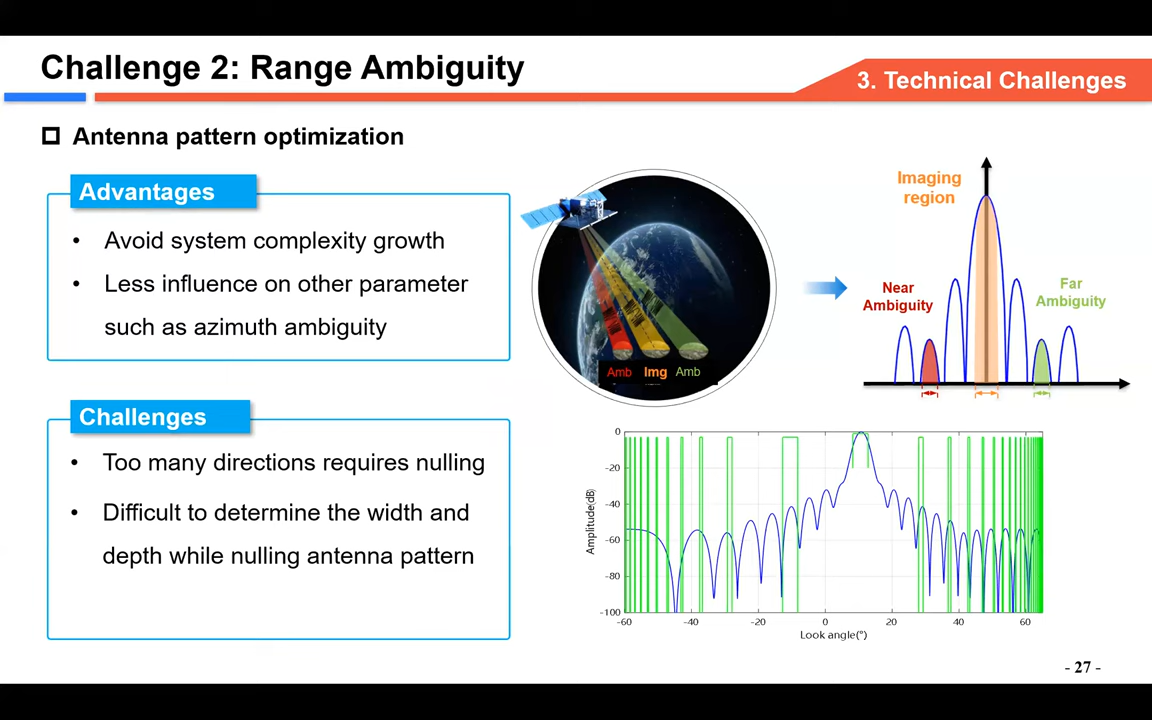 Challenge 2: Range Ambiguity
3. Technical Challenges
Antenna pattern optimization
Advantages
• Avoid system complexity growth
• Less influence on other parameter
such as azimuth ambiguity
Challenges
• Too many directions requires nulling
• Difficult to determine the width and
depth while nulling antenna pattern
Amb Img Amb
Imaging
region
Near
Ambiguity
Far
Ambiguity
0
-20
-40
-60
-80
-100
Amplitude(dB)
-60 -40 -20 0 20 40 60
Look angle(°)
- 27 -